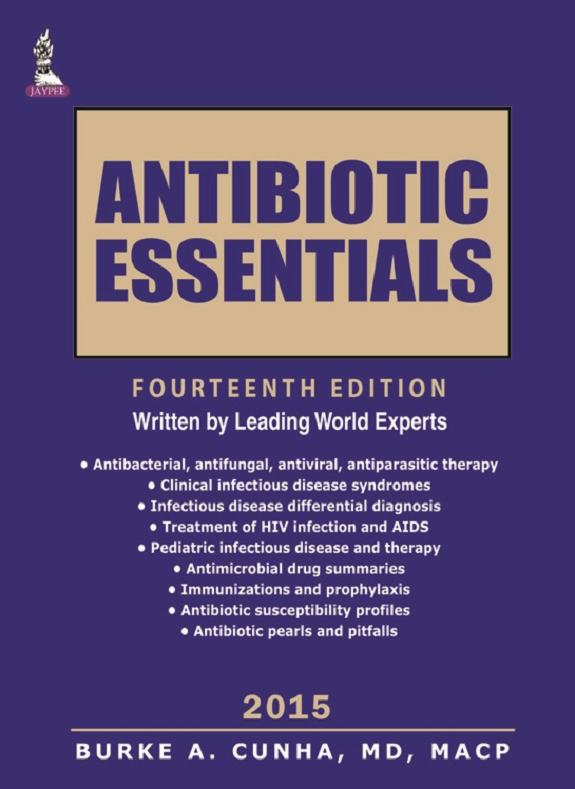 JAYPEE
ANTIBIOTIC
ESSENTIALS
FOURTEENTH EDITION
Written by Leading World Experts
• Antibacterial, antifungal, antiviral, antiparasitic therapy
• Clinical infectious disease syndromes
• Infectious disease differential diagnosis
• Treatment of HIV infection and AIDS
• Pediatric infectious disease and therapy
• Antimicrobial drug summaries
• Immunizations and prophylaxis
• Antibiotic susceptibility profiles
• Antibiotic pearls and pitfalls
2015
BURKE A. CUNHA, MD, MACP